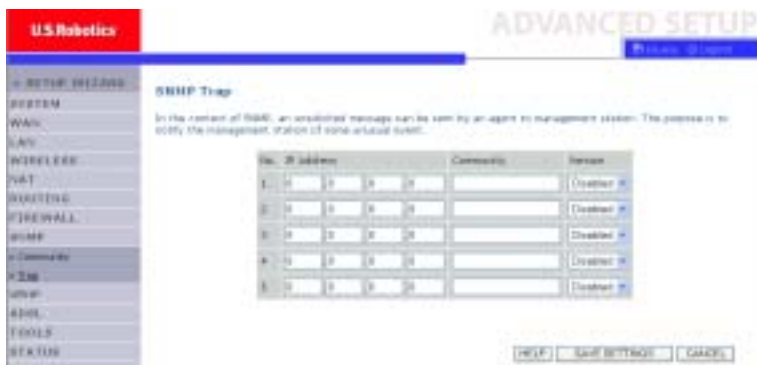 U.S.Robotics
ADVANCED SETUP
Home Logout
» SETUP WIZARD
SYSTEM
WAN
LAN
WIRELESS
NAT
ROUTING
FIREWALL
SNMP
» Community
» Trap
UPnP
ADSL
TOOLS
STATUS
SNMP Trap
In the context of SNMP, an unsolicited message can be sent by an agent to management station. The purpose is to
notify the management station of some unusual event.
No. IP Address Community Version
1 0 0 0 0 Disabled
2 0 0 0 0 Disabled
3 0 0 0 0 Disabled
4 0 0 0 0 Disabled
5 0 0 0 0 Disabled
HELP SAVE SETTINGS CANCEL